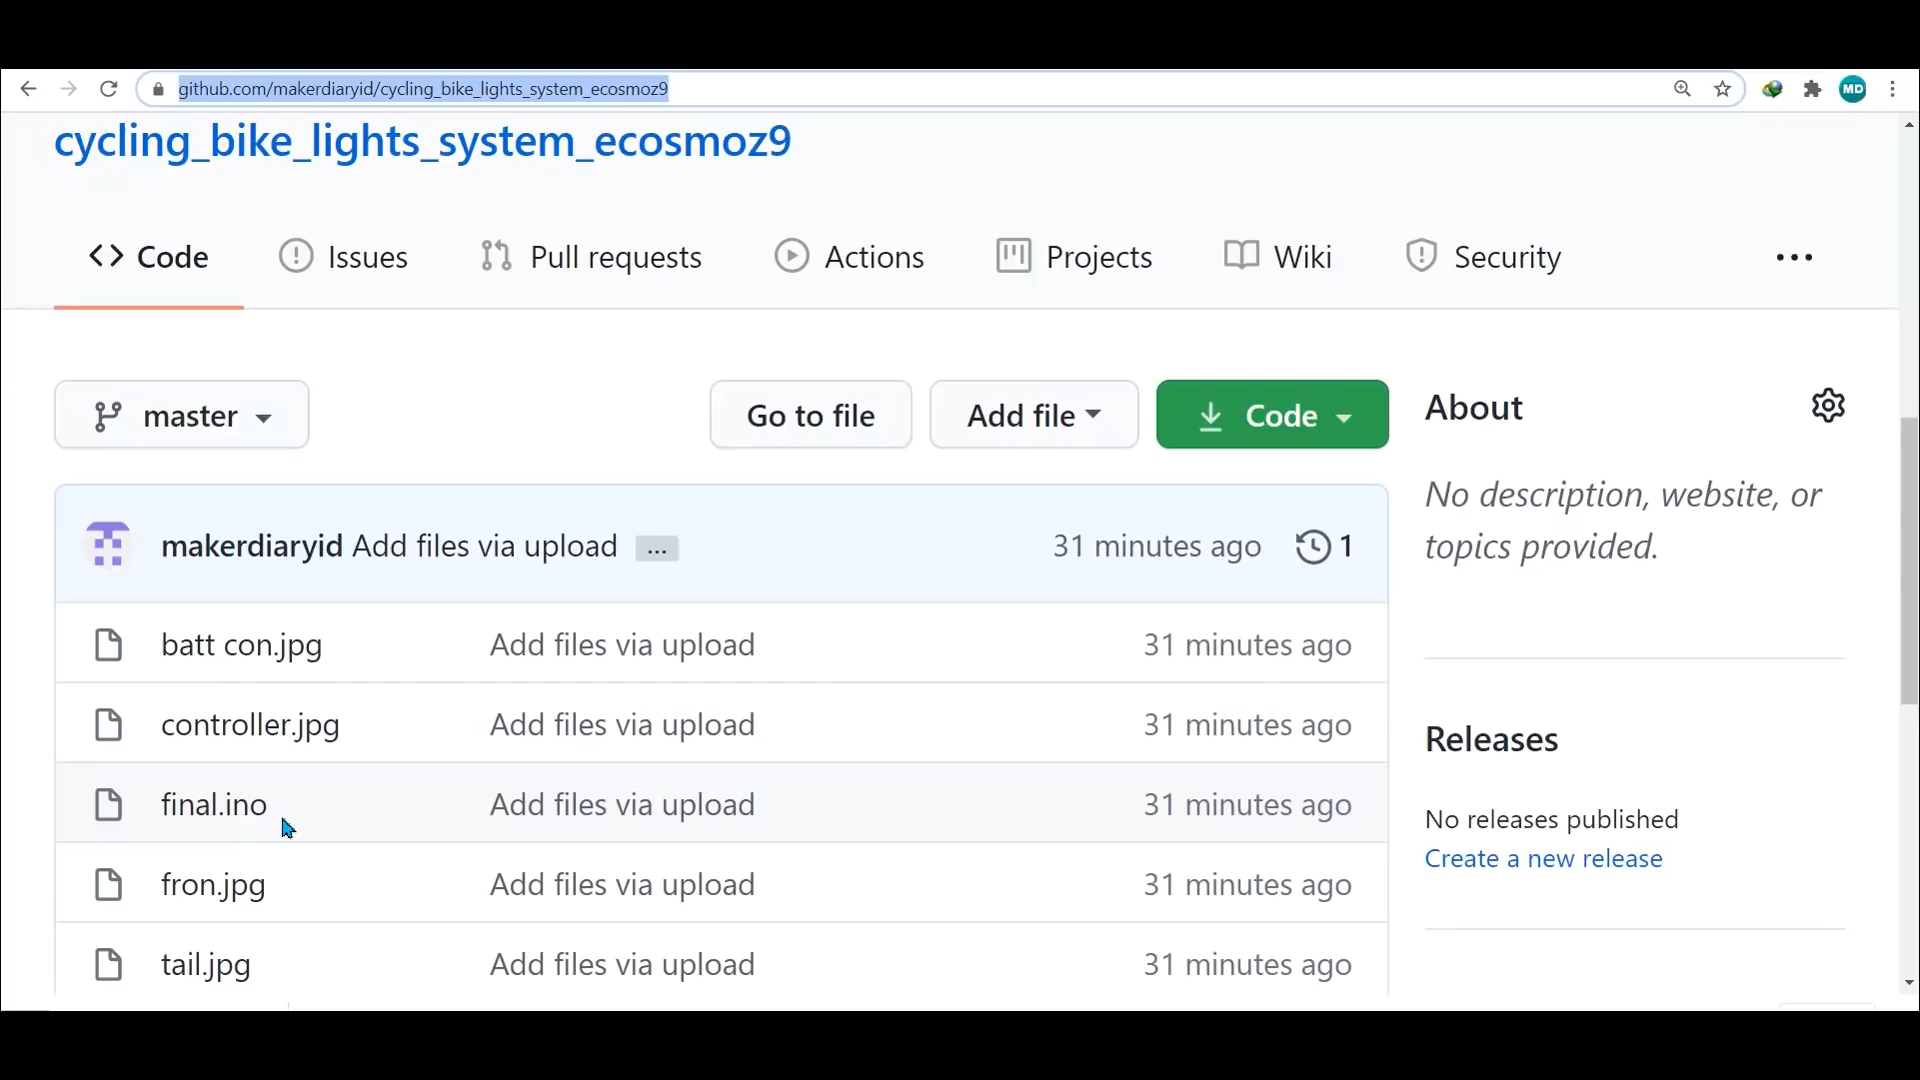 github.com/makerdiaryid/cycling_bike_lights_system_ecosmoz9
MD
cycling_bike_lights_system_ecosmoz9
Code
Issues
Pull requests
Actions
Projects
Wiki
Security
master
Go to file
Add file
Code
makerdiaryid Add files via upload ... 31 minutes ago 1
batt con.jpg Add files via upload 31 minutes ago
controller.jpg Add files via upload 31 minutes ago
final.ino Add files via upload 31 minutes ago
fron.jpg Add files via upload 31 minutes ago
tail.jpg Add files via upload 31 minutes ago
About
No description, website, or
topics provided.
Releases
No releases published
Create a new release